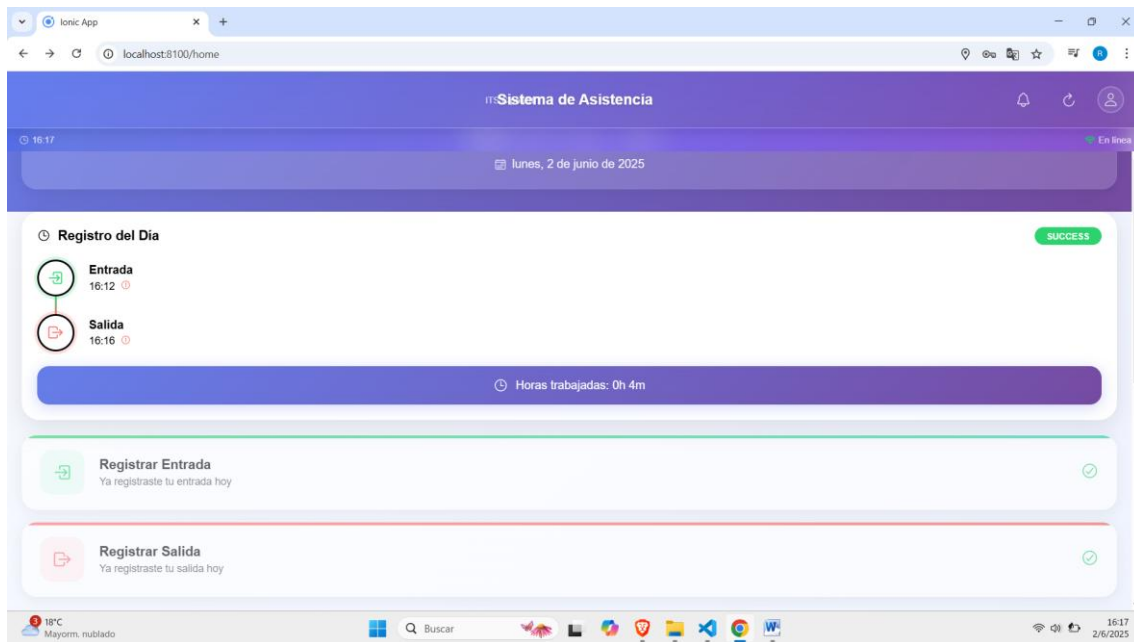 Ionic App
localhost:8100/home
R
Sistema de Asistencia
16:17
En línea
lunes, 2 de junio de 2025
Registro del Día
SUCCESS
Entrada
16:12
Salida
16:16
Horas trabajadas: 0h 4m
Registrar Entrada
Ya registraste tu entrada hoy
Registrar Salida
Ya registraste tu salida hoy
3
18°C
Mayorm. nublado
Buscar
W
16:17
2/6/2025